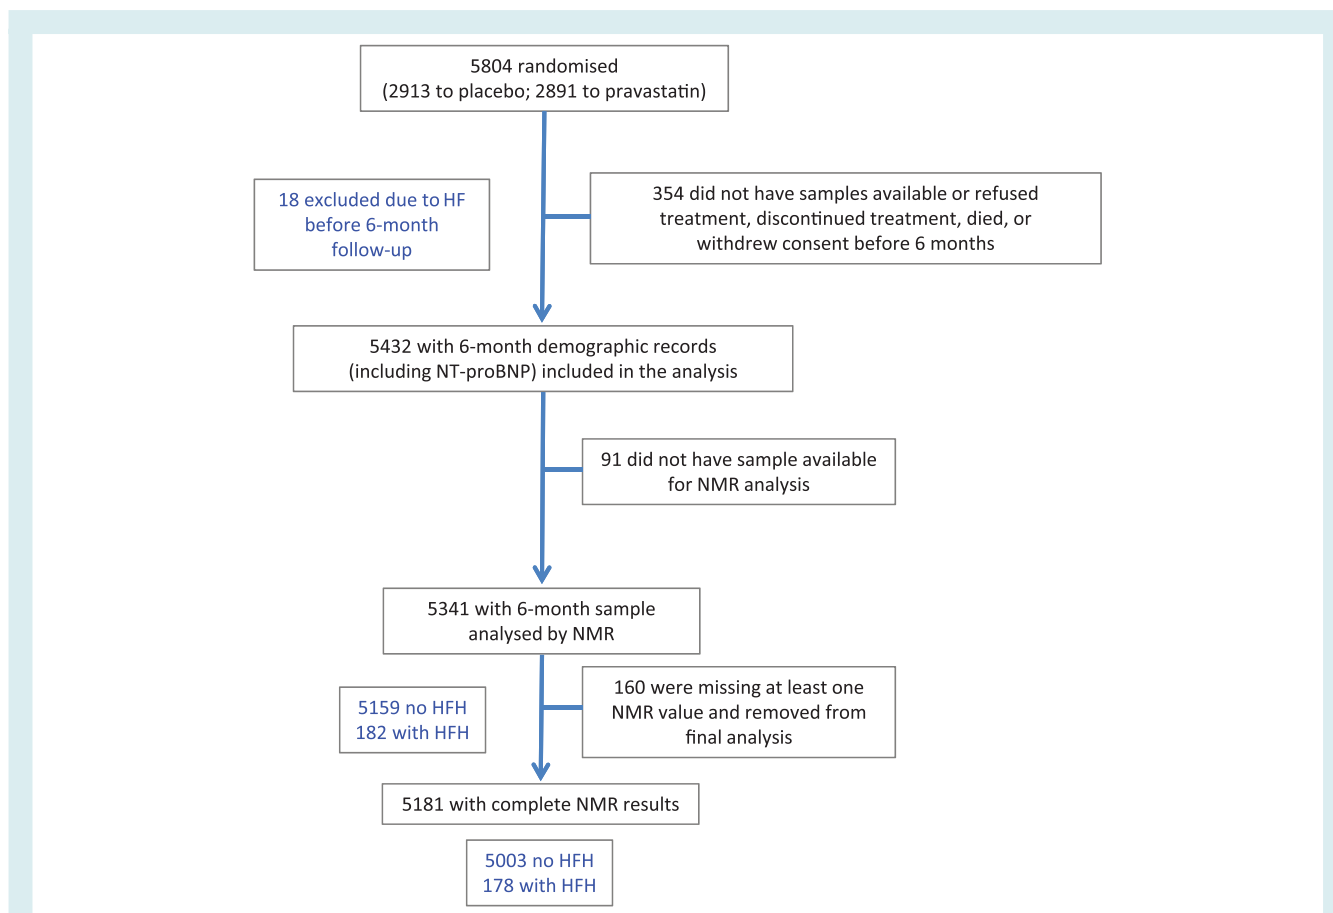 5804 randomised
(2913 to placebo; 2891 to pravastatin)
18 excluded due to HF
before 6-month
follow-up
354 did not have samples available or refused
treatment, discontinued treatment, died, or
withdrew consent before 6 months
5432 with 6-month demographic records
(including NT-proBNP) included in the analysis
91 did not have sample available
for NMR analysis
5341 with 6-month sample
analysed by NMR
5159 no HFH
182 with HFH
160 were missing at least one
NMR value and removed from
final analysis
5181 with complete NMR results
5003 no HFH
178 with HFH